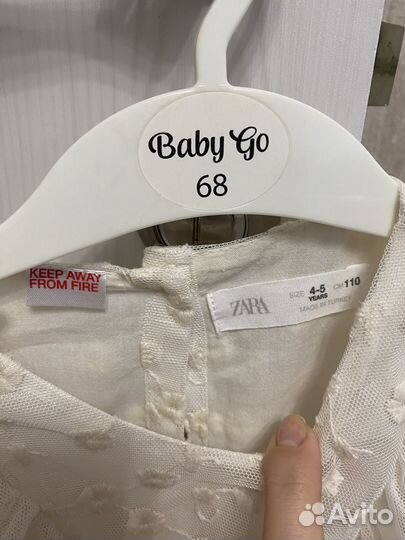 Baby Go
68
KEEP AWAY
FROM FIRE
ZARA
SIZE 4-5 YEARS CM 110
MADE IN TURKEY
Avito